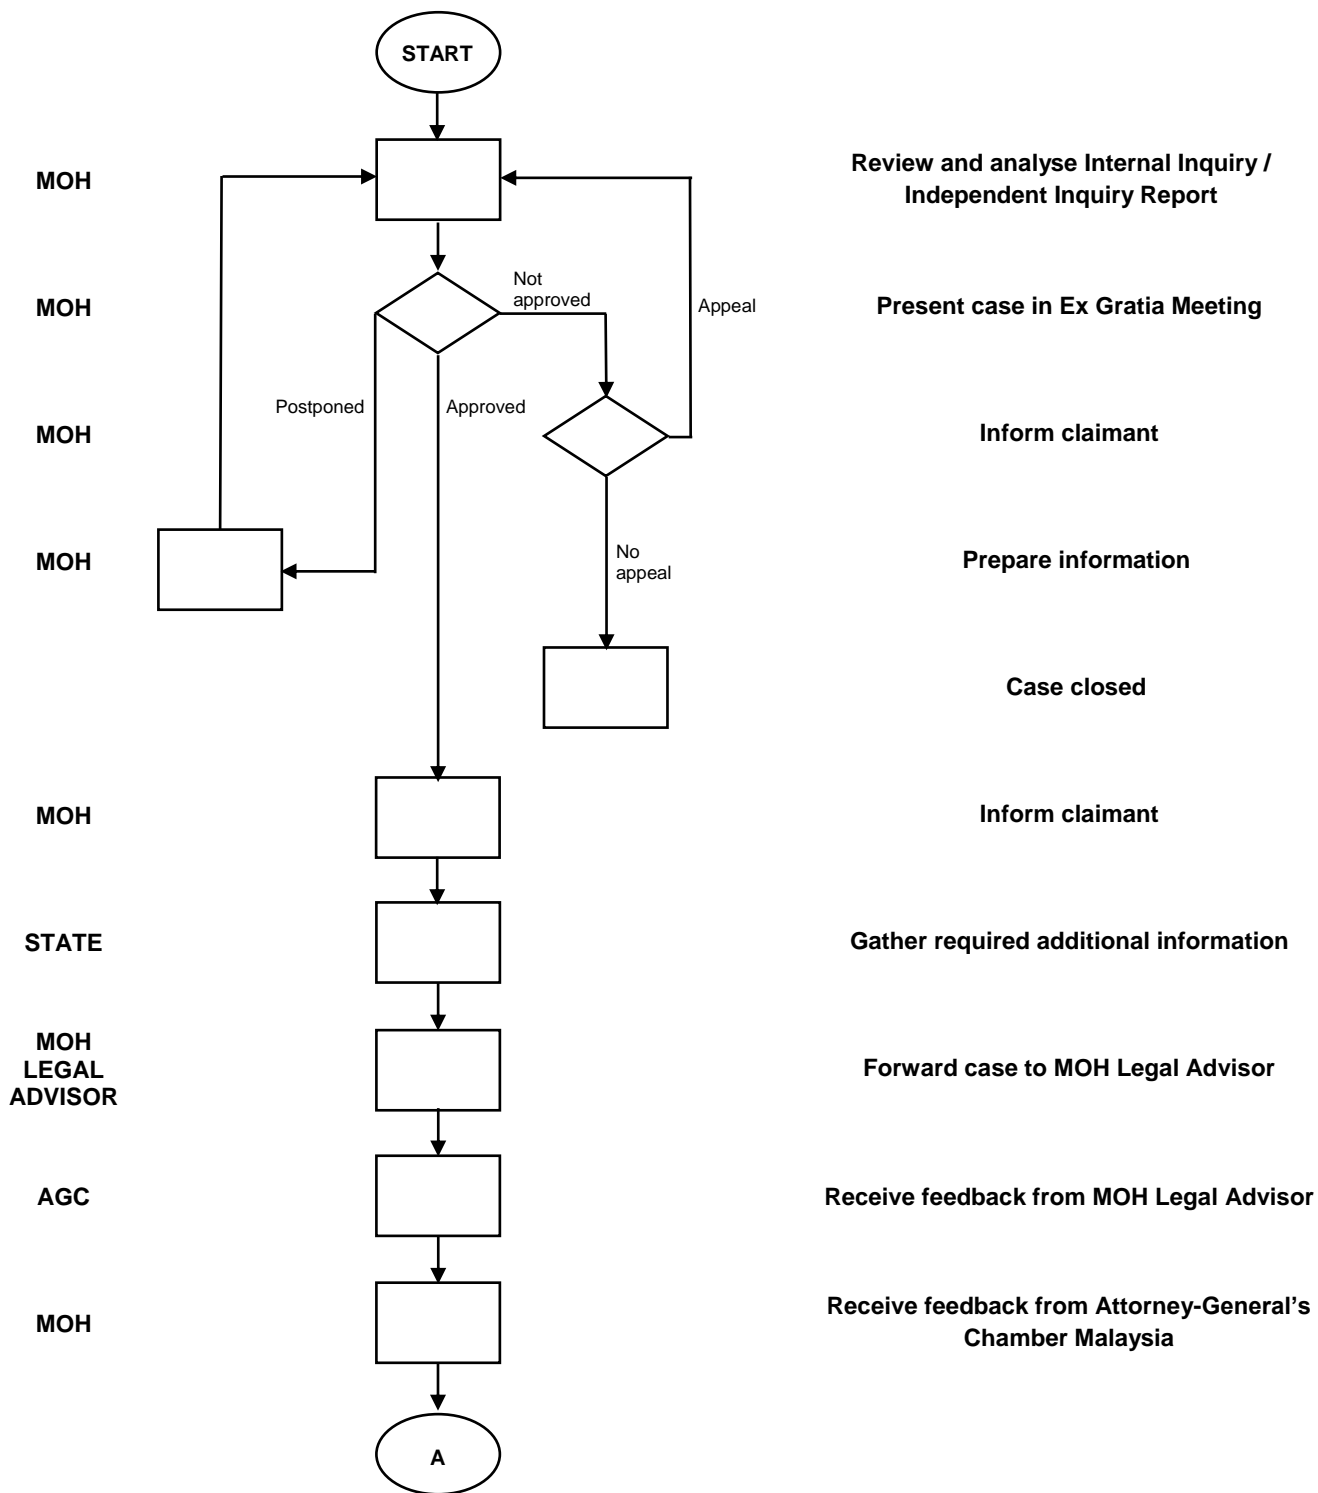 START
MOH
Review and analyse Internal Inquiry /
Independent Inquiry Report
MOH
Not
approved
Appeal
Present case in Ex Gratia Meeting
MOH
Postponed
Approved
Inform claimant
MOH
No
appeal
Prepare information
Case closed
MOH
Inform claimant
STATE
Gather required additional information
MOH
LEGAL
ADVISOR
Forward case to MOH Legal Advisor
AGC
Receive feedback from MOH Legal Advisor
MOH
Receive feedback from Attorney-General’s
Chamber Malaysia
A